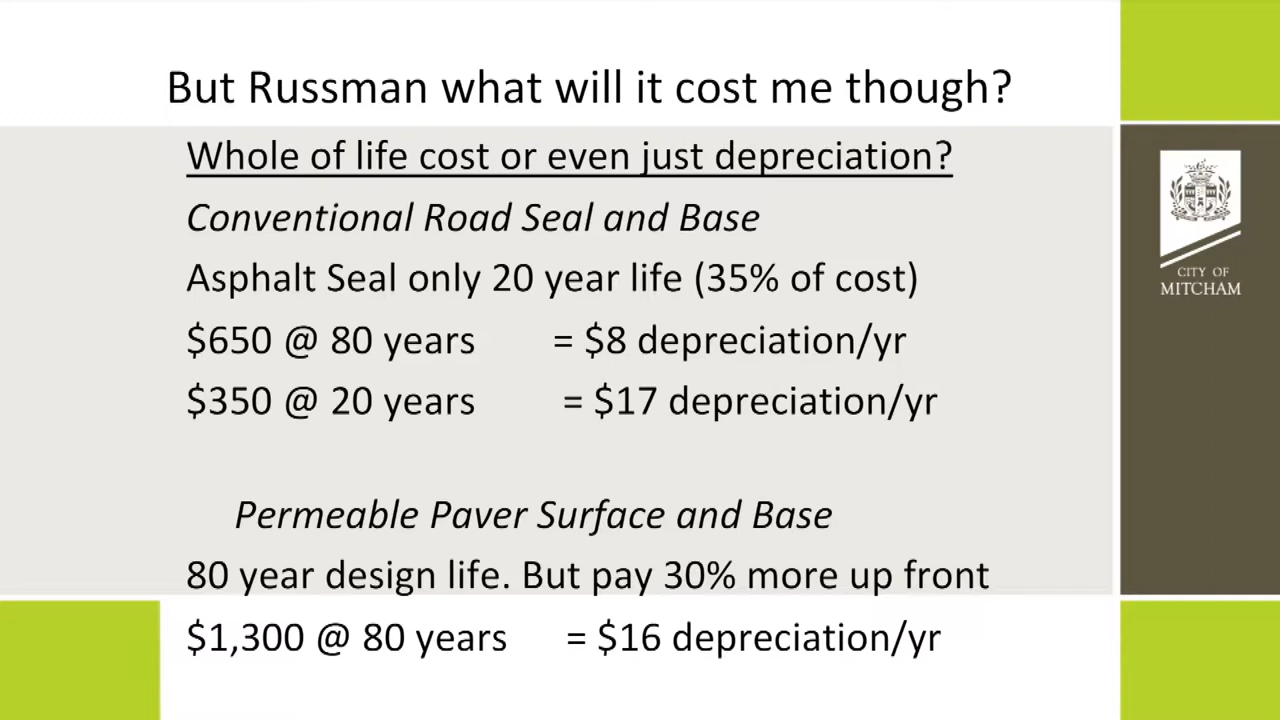 But Russman what will it cost me though?
Whole of life cost or even just depreciation?
Conventional Road Seal and Base
Asphalt Seal only 20 year life (35% of cost)
$650 @ 80 years = $8 depreciation/yr
$350 @ 20 years = $17 depreciation/yr
Permeable Paver Surface and Base
80 year design life. But pay 30% more up front
$1,300 @ 80 years = $16 depreciation/yr
CITY OF
MITCHAM